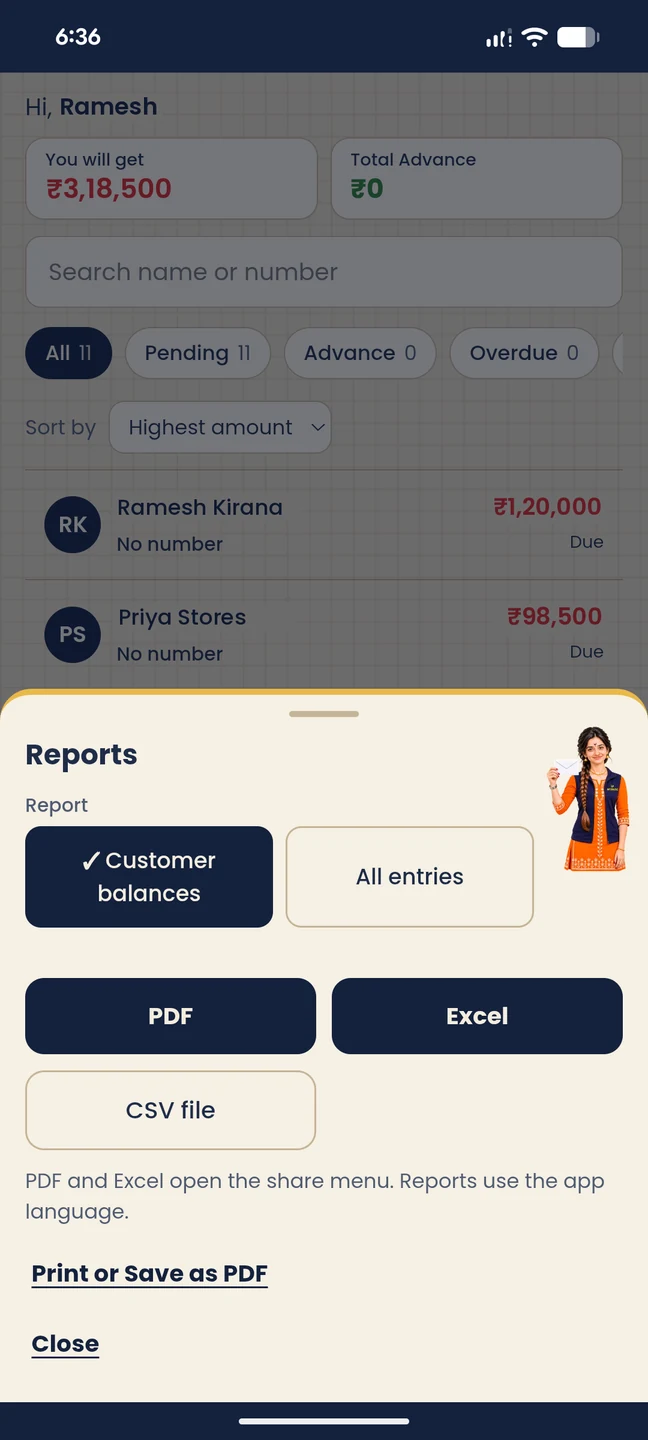 6:36
Hi, Ramesh
You will get
₹3,18,500
Total Advance
₹0
Search name or number
All 11
Pending 11
Advance 0
Overdue 0
Sort by
Highest amount
RK
Ramesh Kirana
No number
₹1,20,000
Due
PS
Priya Stores
No number
₹98,500
Due
Reports
Report
✓ Customer
balances
All entries
PDF
Excel
CSV file
PDF and Excel open the share menu. Reports use the app
language.
Print or Save as PDF
Close